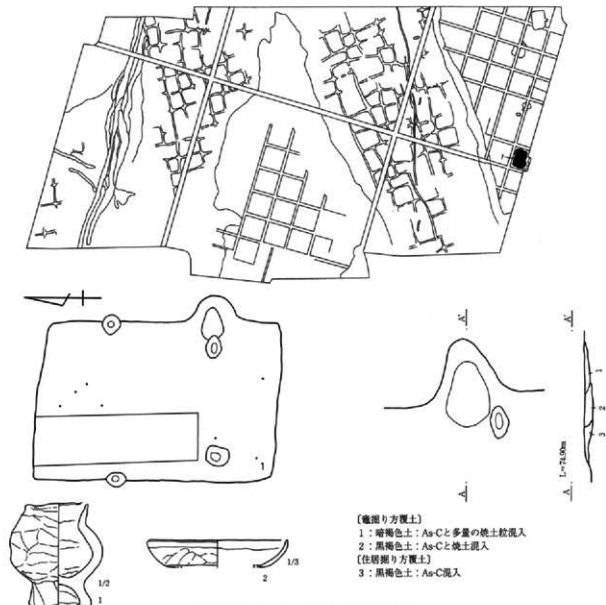 A'
A'
1
2
3
L=74.90m
A
A
1
1/2
1
1/3
2
〔竈掘り方覆土〕
1：暗褐色土：As-Cと多量の焼土粒混入
2：黒褐色土：As-Cと焼土混入
〔住居掘り方覆土〕
3：黒褐色土：As-C混入